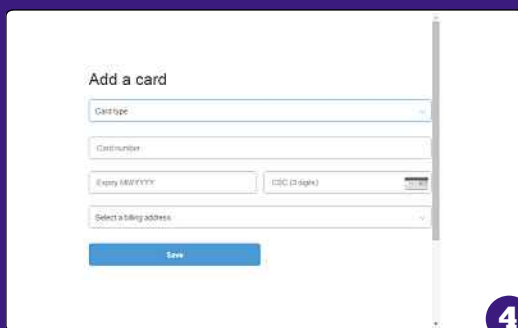 Add a card
Card type
Card number
Expiry MM/YYYY
CSC (3 digits)
Select a billing address
Save
4